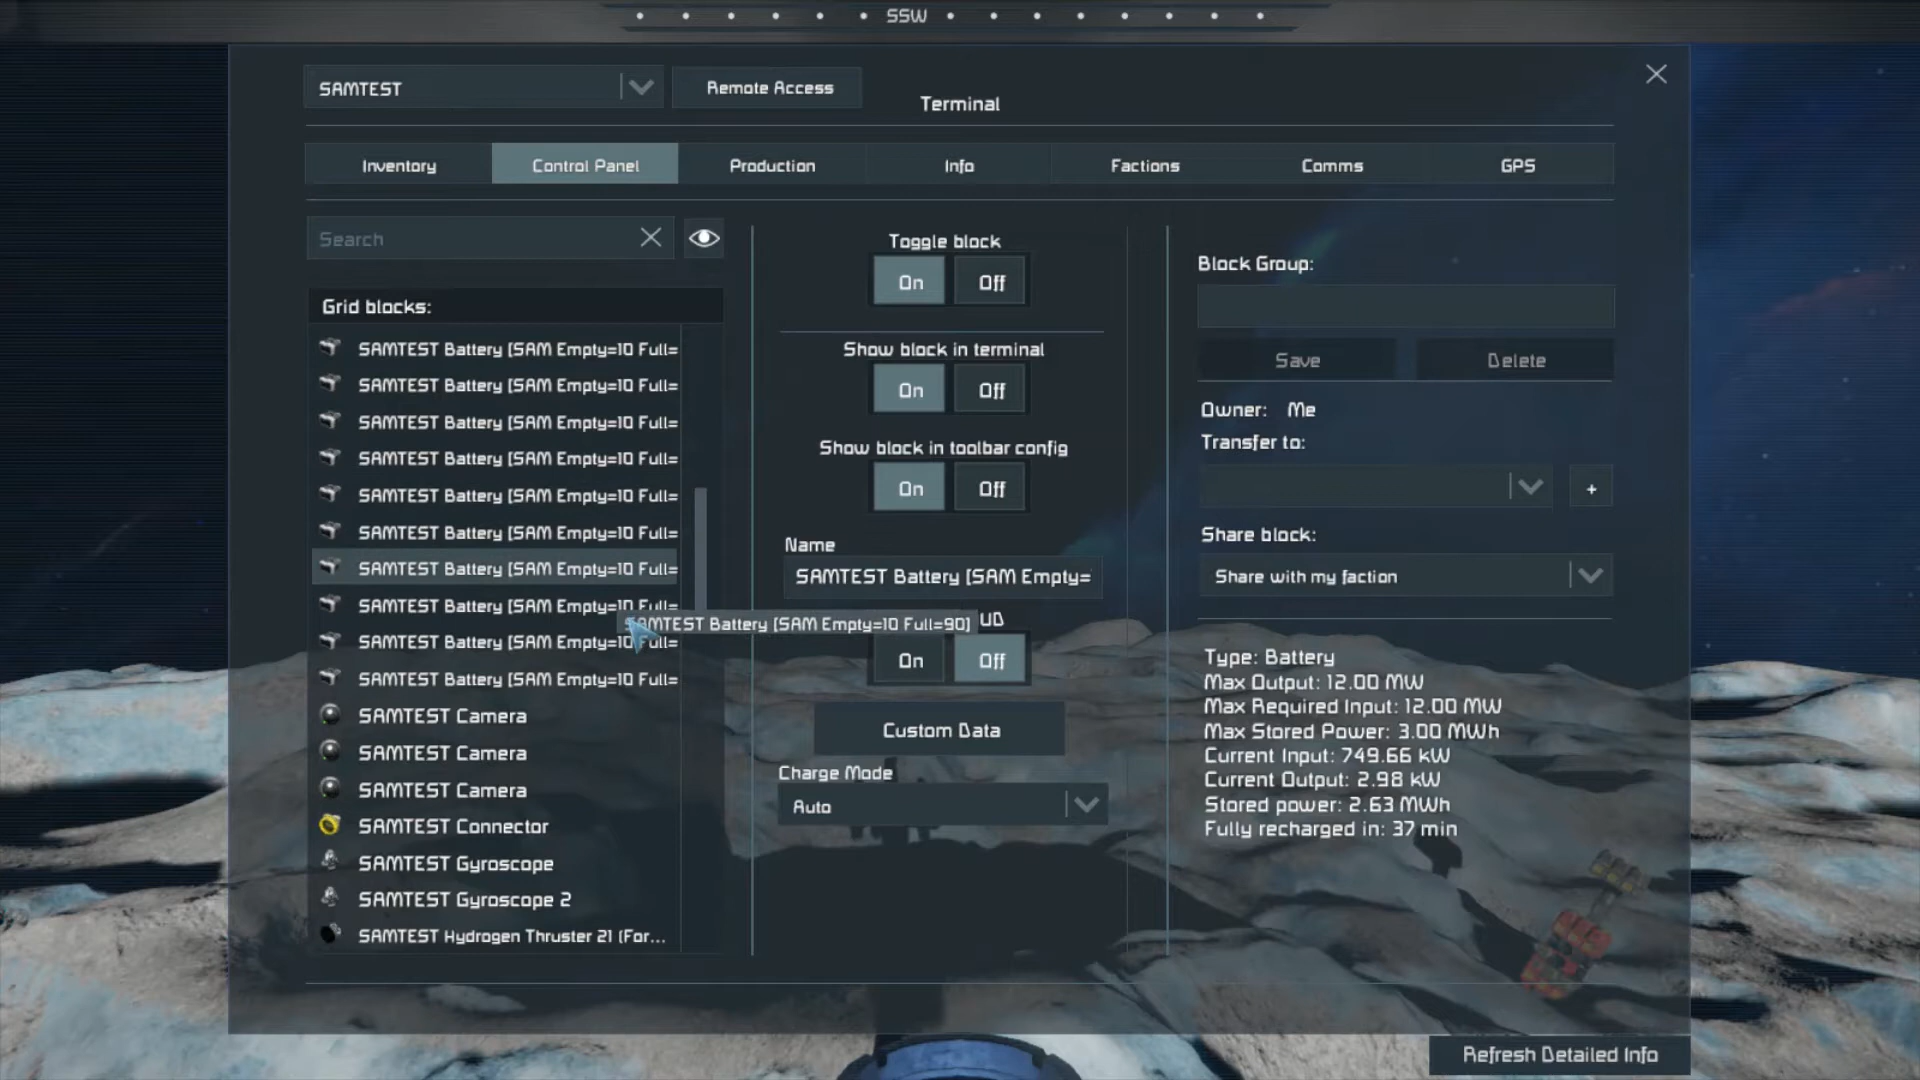 SSW
SAMTEST
Remote Access
Terminal
Inventory
Control Panel
Production
Info
Factions
Comms
GPS
Search
Grid blocks:
SAMTEST Battery [SAM Empty=10 Full=
SAMTEST Battery [SAM Empty=10 Full=
SAMTEST Battery [SAM Empty=10 Full=
SAMTEST Battery [SAM Empty=10 Full=
SAMTEST Battery [SAM Empty=10 Full=
SAMTEST Battery [SAM Empty=10 Full=
SAMTEST Battery [SAM Empty=10 Full=
SAMTEST Battery [SAM Empty=10 Full=
SAMTEST Battery [SAM Empty=10 Full=90]
SAMTEST Battery [SAM Empty=10 Full=
SAMTEST Battery [SAM Empty=10 Full=
SAMTEST Camera
SAMTEST Camera
SAMTEST Camera
SAMTEST Connector
SAMTEST Gyroscope
SAMTEST Gyroscope 2
SAMTEST Hydrogen Thruster 21 (For...
Toggle block
On Off
Show block in terminal
On Off
Show block in toolbar config
On Off
Name
SAMTEST Battery [SAM Empty=
UD
On Off
Custom Data
Charge Mode
Auto
Block Group:
Save Delete
Owner: Me
Transfer to:
+
Share block:
Share with my faction
Type: Battery
Max Output: 12.00 MW
Max Required Input: 12.00 MW
Max Stored Power: 3.00 MWh
Current Input: 749.66 kW
Current Output: 2.98 kW
Stored power: 2.63 MWh
Fully recharged in: 37 min
Refresh Detailed Info